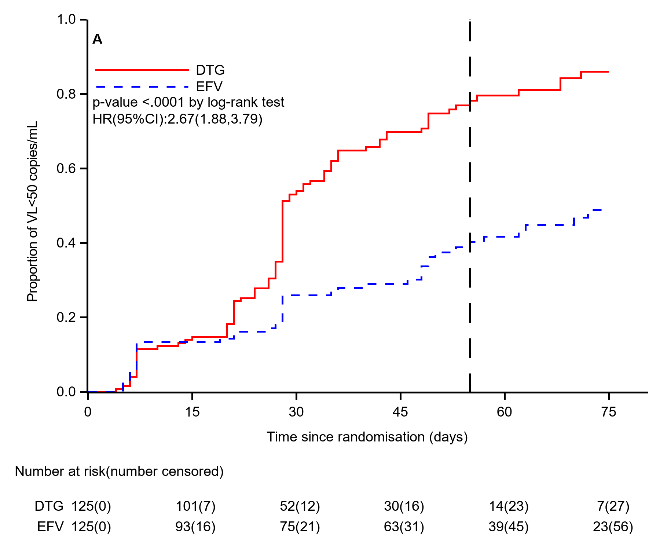 1.0
A
DTG
EFV
p-value <.0001 by log-rank test
HR(95%CI):2.67(1.88,3.79)
0.8
0.6
0.4
0.2
0.0
Proportion of VL<50 copies/mL
0 15 30 45 60 75
Time since randomisation (days)
Number at risk(number censored)
DTG 125(0) 101(7) 52(12) 30(16) 14(23) 7(27)
EFV 125(0) 93(16) 75(21) 63(31) 39(45) 23(56)